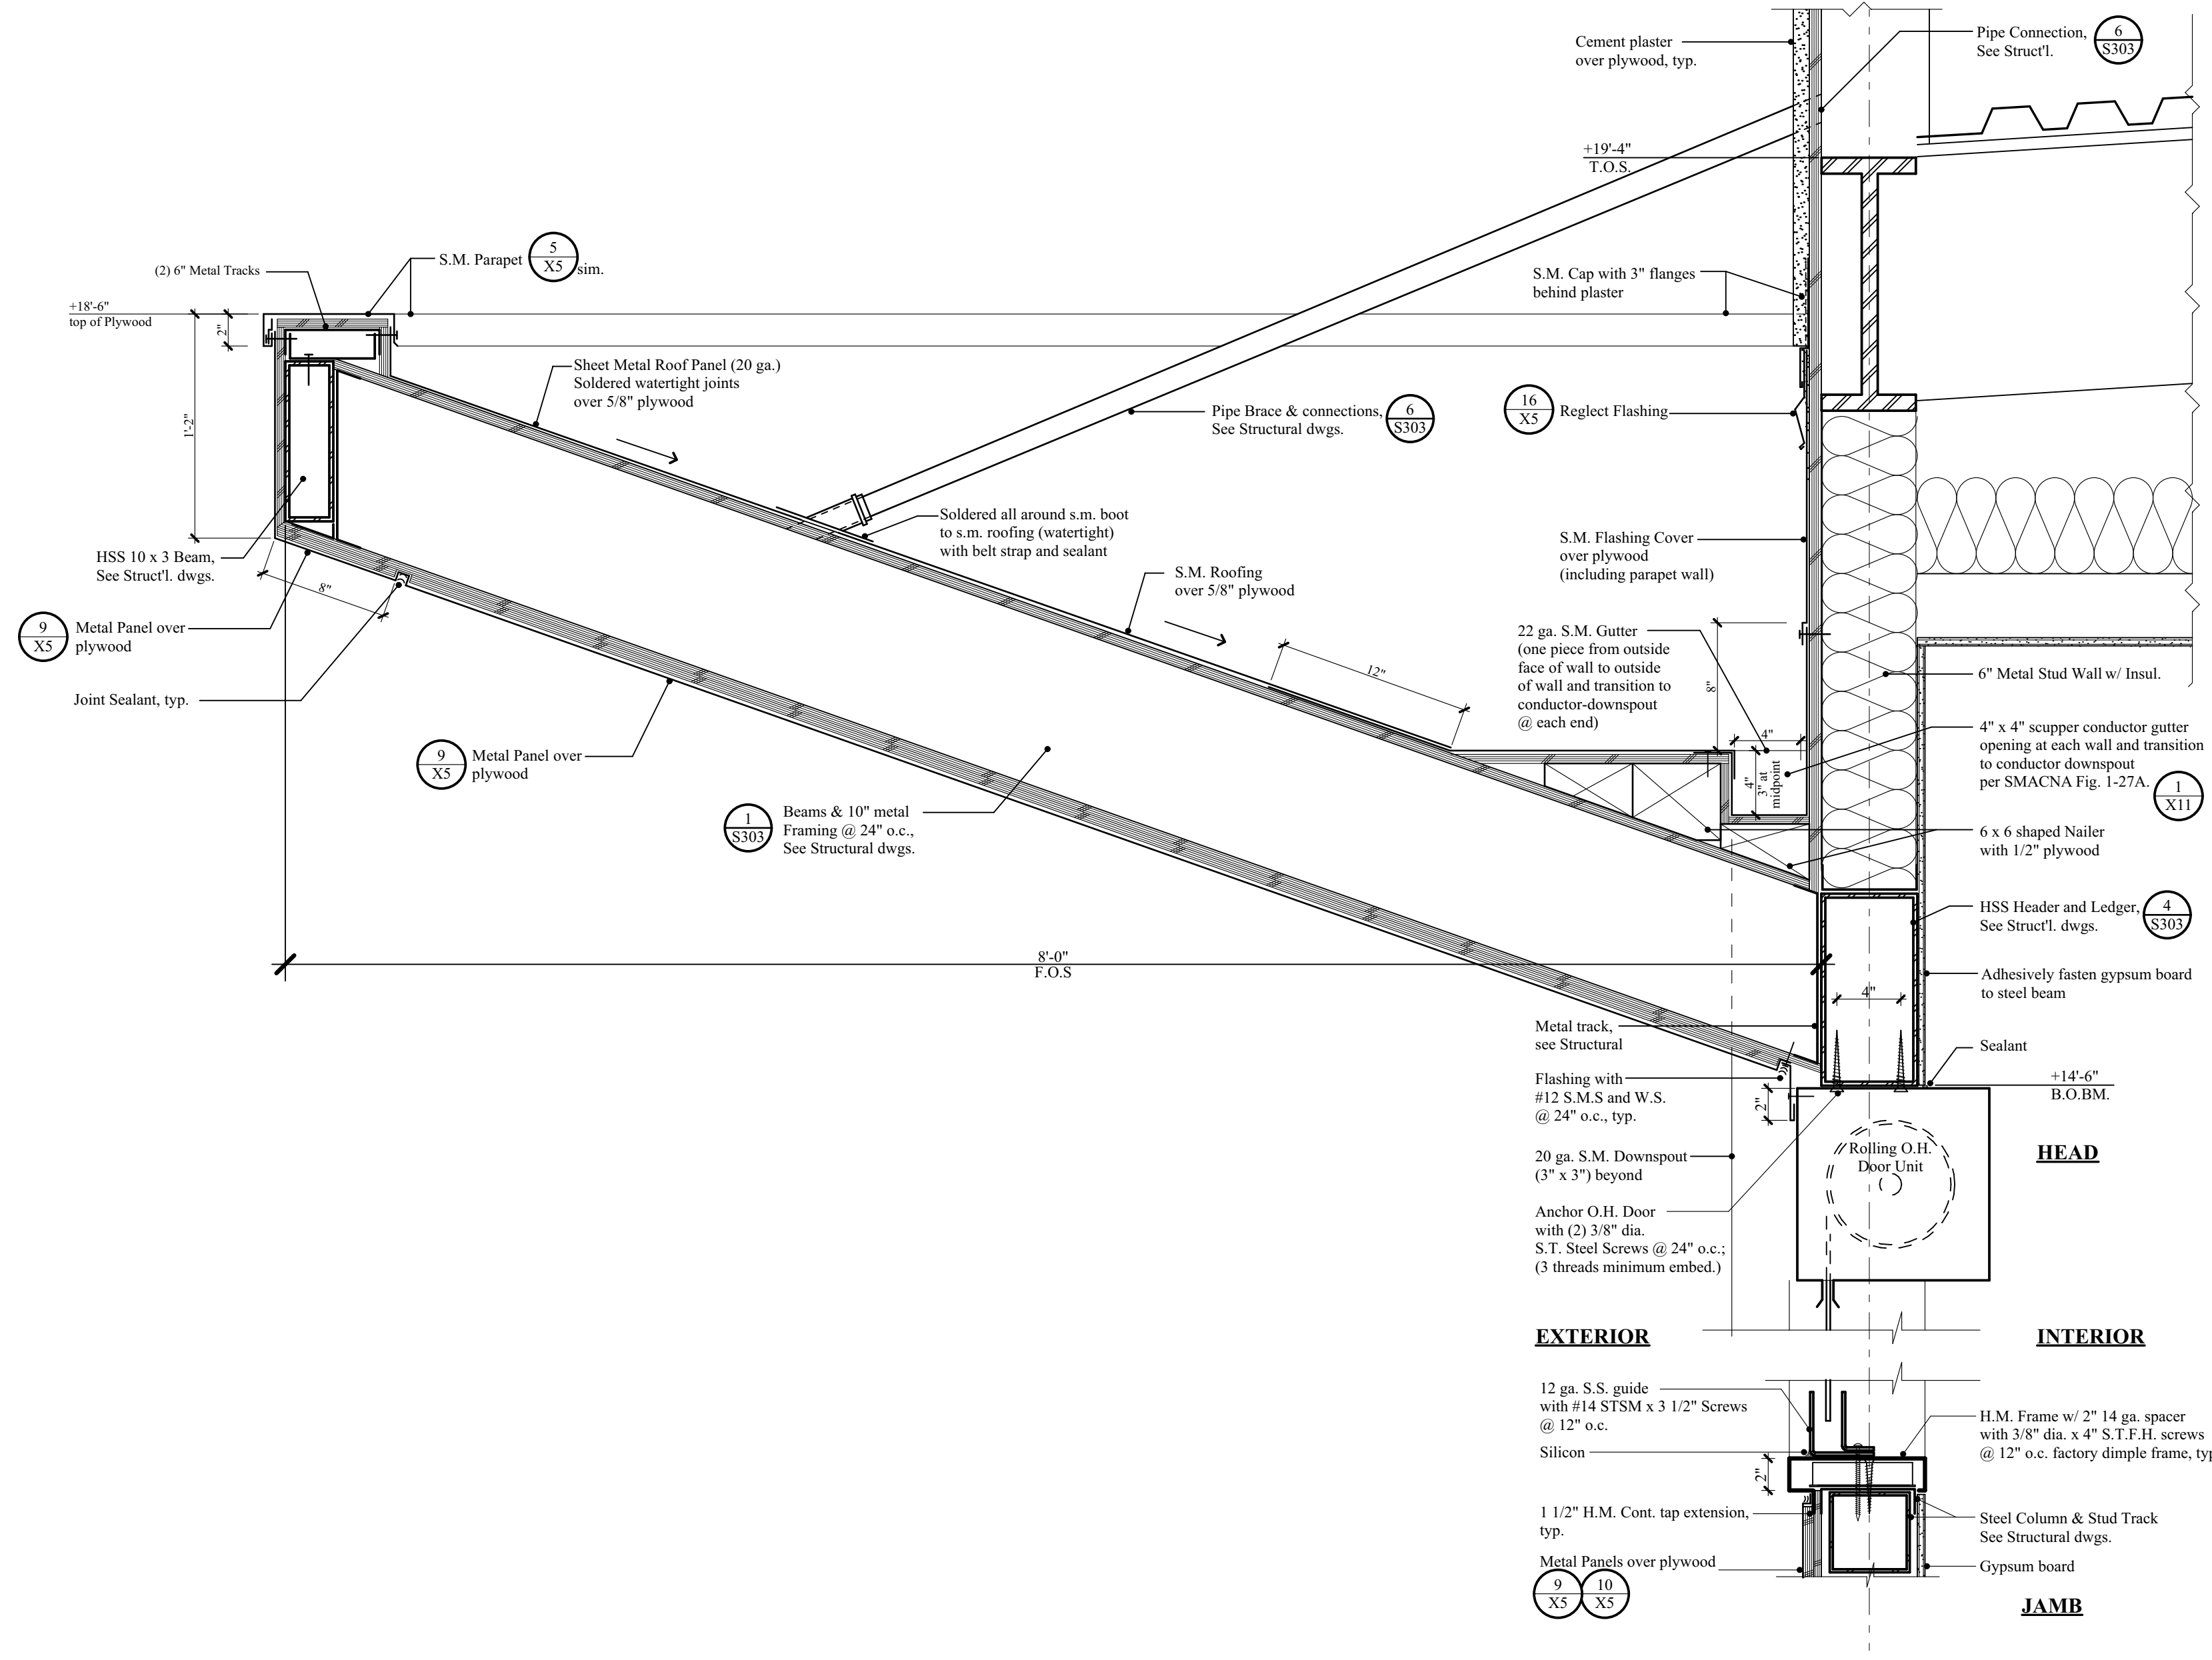 Cement plaster
over plywood, typ.
Pipe Connection,
See Struct'l.
6
S303
+19'-4"
T.O.S.
(2) 6" Metal Tracks
S.M. Parapet
5
X5
sim.
+18'-6"
top of Plywood
2"
1'-2"
S.M. Cap with 3" flanges
behind plaster
Sheet Metal Roof Panel (20 ga.)
Soldered watertight joints
over 5/8" plywood
Pipe Brace & connections,
See Structural dwgs.
6
S303
16
X5
Reglect Flashing
Soldered all around s.m. boot
to s.m. roofing (watertight)
with belt strap and sealant
HSS 10 x 3 Beam,
See Struct'l. dwgs.
8"
S.M. Flashing Cover
over plywood
(including parapet wall)
S.M. Roofing
over 5/8" plywood
9
X5
Metal Panel over
plywood
12"
22 ga. S.M. Gutter
(one piece from outside
face of wall to outside
of wall and transition to
conductor-downspout
@ each end)
8"
4"
4"
3" at
midpoint
6" Metal Stud Wall w/ Insul.
Joint Sealant, typ.
4" x 4" scupper conductor gutter
opening at each wall and transition
to conductor downspout
per SMACNA Fig. 1-27A.
1
X11
9
X5
Metal Panel over
plywood
1
S303
Beams & 10" metal
Framing @ 24" o.c.,
See Structural dwgs.
6 x 6 shaped Nailer
with 1/2" plywood
HSS Header and Ledger,
See Struct'l. dwgs.
4
S303
8'-0"
F.O.S
Adhesively fasten gypsum board
to steel beam
4"
Metal track,
see Structural
Sealant
+14'-6"
B.O.BM.
Flashing with
#12 S.M.S and W.S.
@ 24" o.c., typ.
2"
Rolling O.H.
Door Unit
HEAD
20 ga. S.M. Downspout
(3" x 3") beyond
Anchor O.H. Door
with (2) 3/8" dia.
S.T. Steel Screws @ 24" o.c.;
(3 threads minimum embed.)
EXTERIOR
INTERIOR
12 ga. S.S. guide
with #14 STSM x 3 1/2" Screws
@ 12" o.c.
Silicon
2"
H.M. Frame w/ 2" 14 ga. spacer
with 3/8" dia. x 4" S.T.F.H. screws
@ 12" o.c. factory dimple frame, typ
1 1/2" H.M. Cont. tap extension,
typ.
Steel Column & Stud Track
See Structural dwgs.
Metal Panels over plywood
9
X5
10
X5
Gypsum board
JAMB